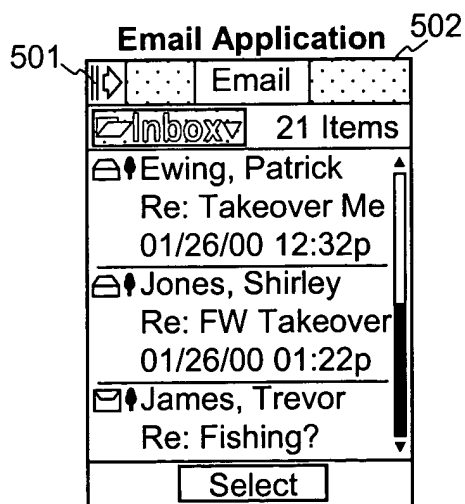 Email Application
501
502
Email
Inbox 21 Items
Ewing, Patrick
Re: Takeover Me
01/26/00 12:32p
Jones, Shirley
Re: FW Takeover
01/26/00 01:22p
James, Trevor
Re: Fishing?
Select